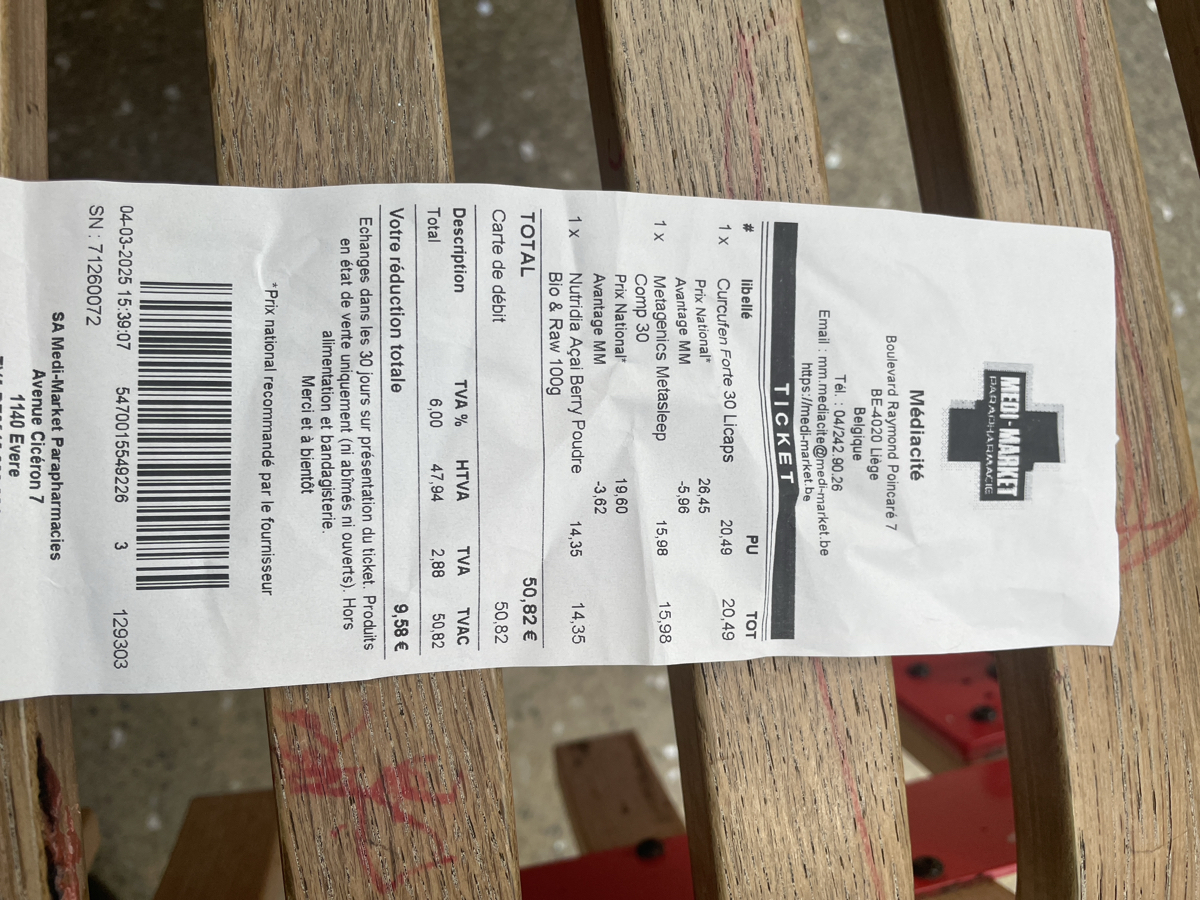 MEDI-MARKET
PARAPHARMACIE
Médiacité
Boulevard Raymond Poincaré 7
BE-4020 Liège
Belgique
Tél. : 04/242.90.26
Email : mm.mediacite@medi-market.be
https://medi-market.be
TICKET
# libellé PU TOT
1 x Curcufen Forte 30 Licaps 20,49 20,49
Prix National* 26,45
Avantage MM -5,96
1 x Metagenics Metasleep 15,98 15,98
Comp 30
Prix National* 19,60
Avantage MM -3,62
1 x Nutridia Açai Berry Poudre 14,35 14,35
Bio & Raw 100g
TOTAL 50,82 €
Carte de débit 50,82
Description TVA % HTVA TVA TVAC
Total 6,00 47,94 2,88 50,82
Votre réduction totale 9,58 €
Echanges dans les 30 jours sur présentation du ticket. Produits
en état de vente uniquement (ni abîmés ni ouverts). Hors
alimentation et bandagisterie.
Merci et à bientôt
*Prix national recommandé par le fournisseur
04-03-2025 15:39:07 5470015549226 3 129303
SN : 71260072
SA Medi-Market Parapharmacies
Avenue Cicéron 7
1140 Evere